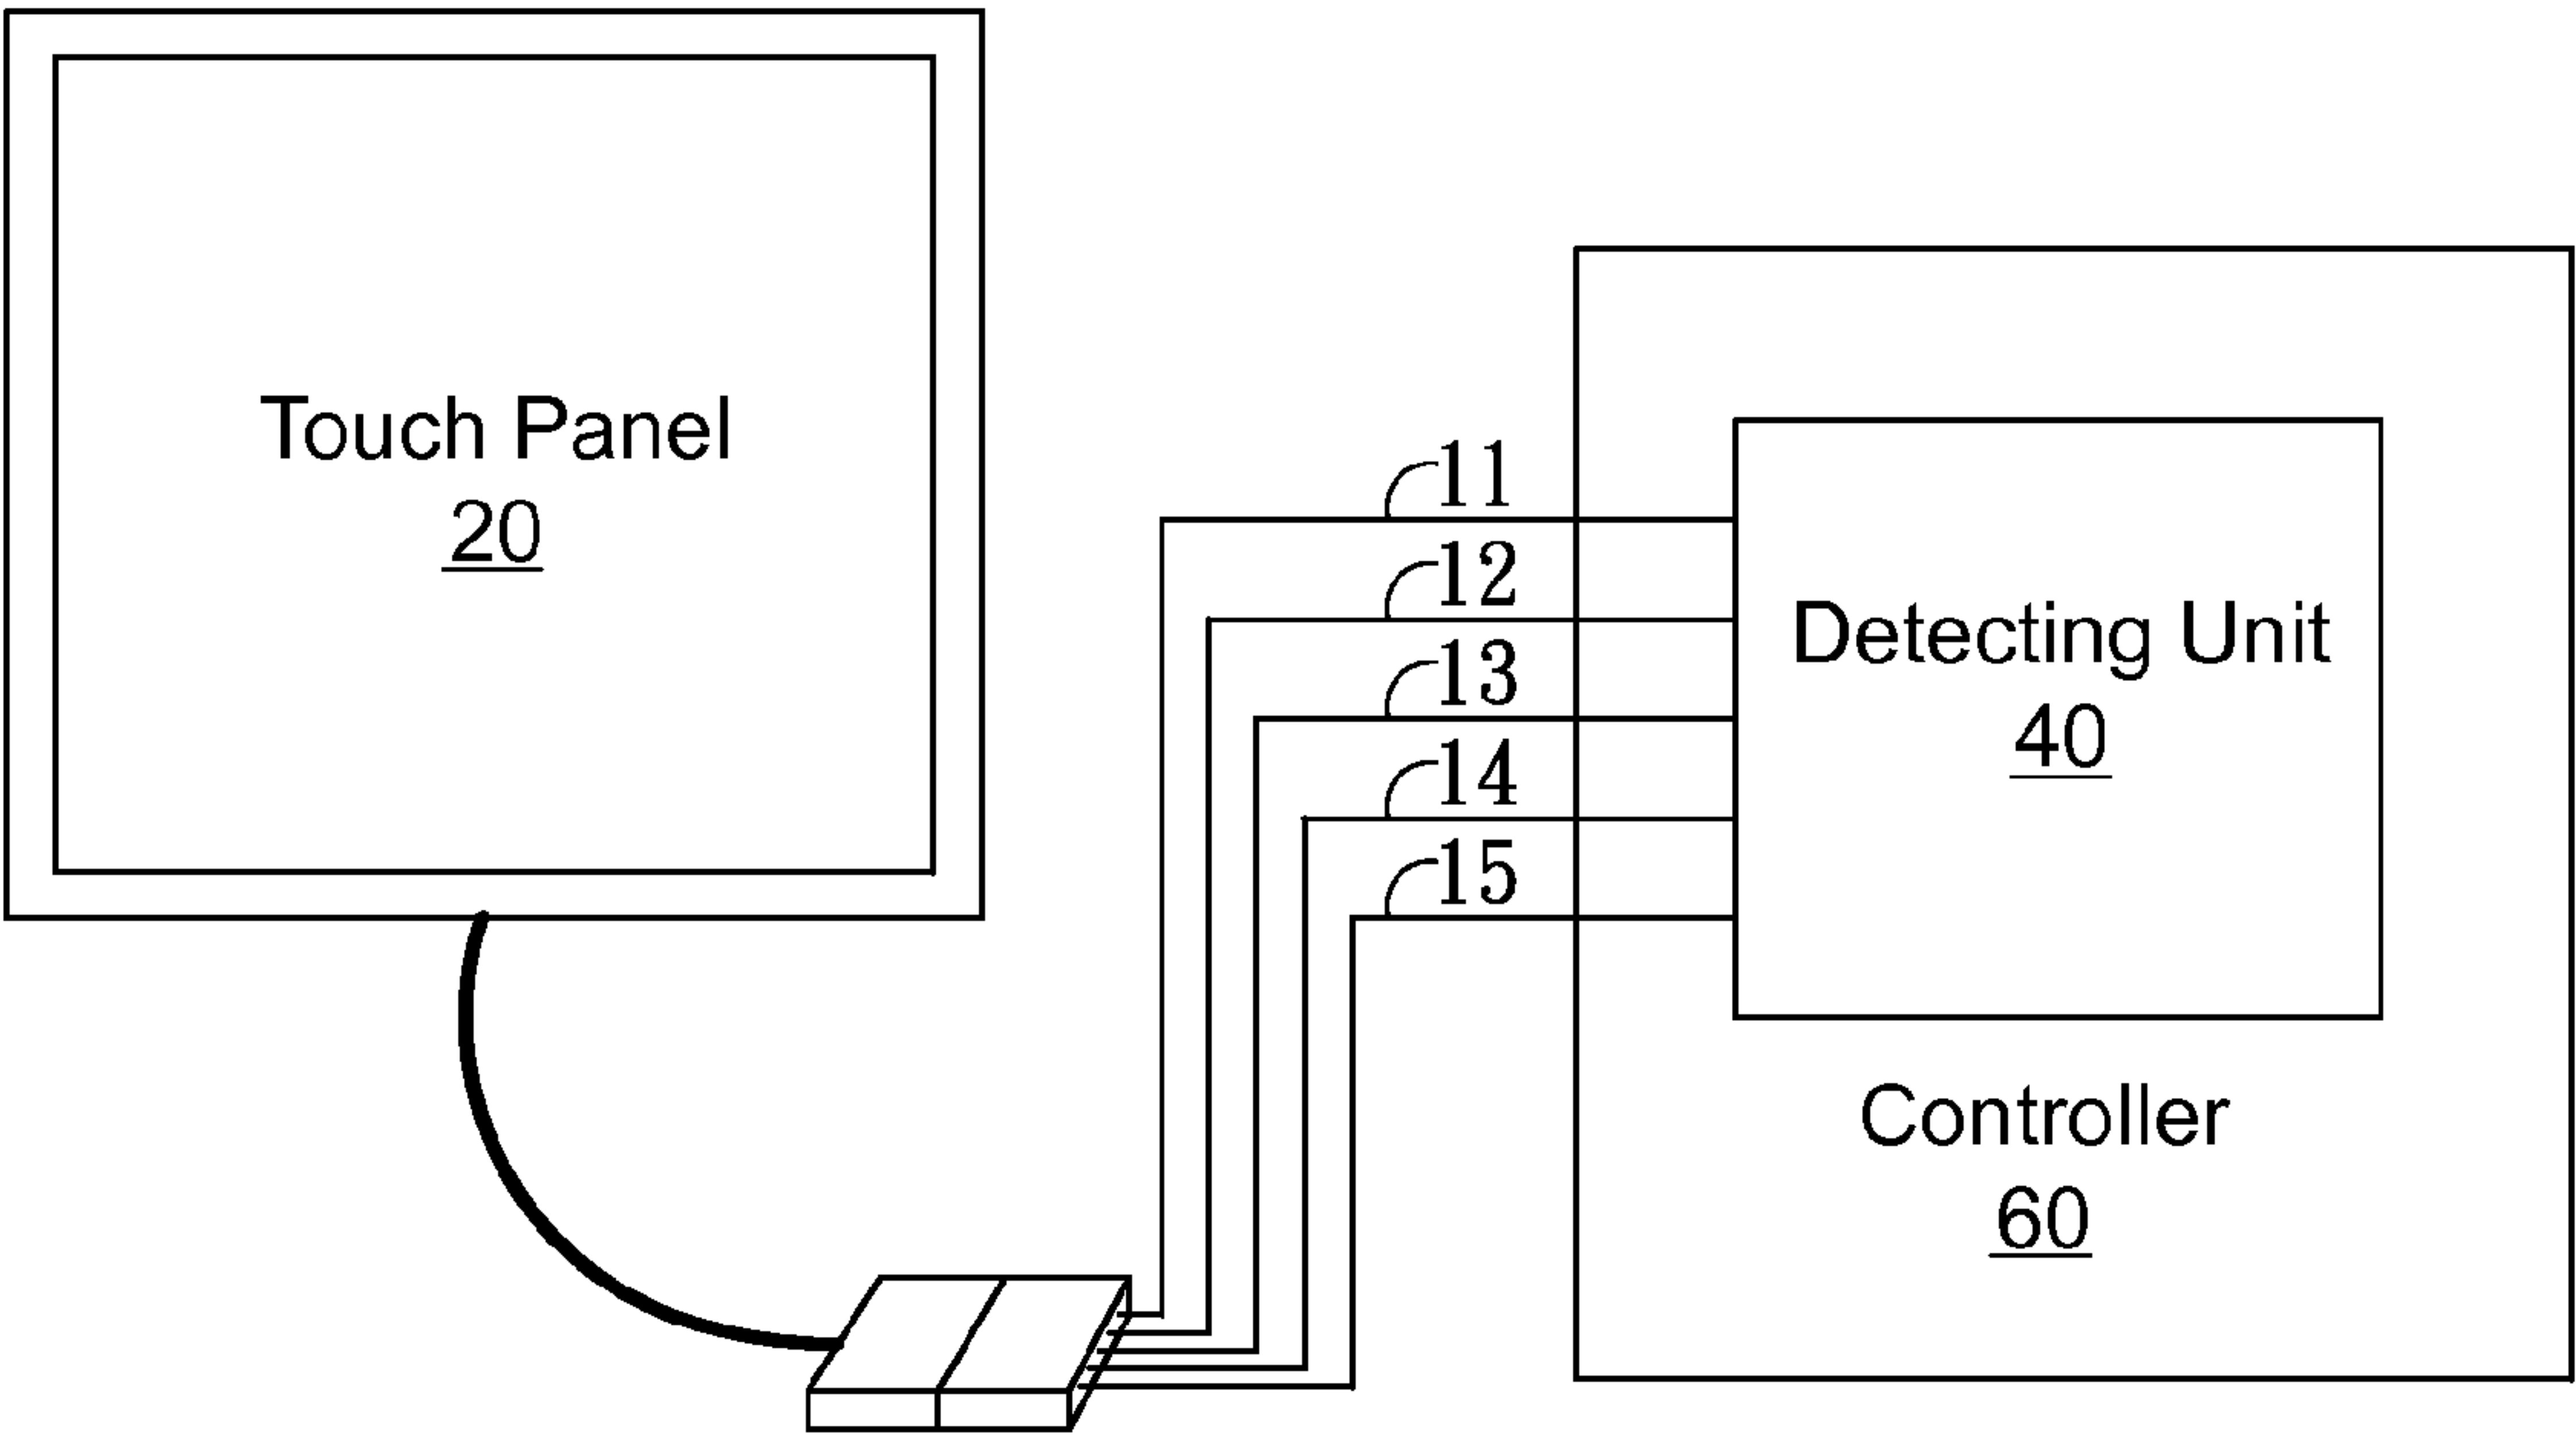 Touch Panel
20
11
12
13
14
15
Detecting Unit
40
Controller
60